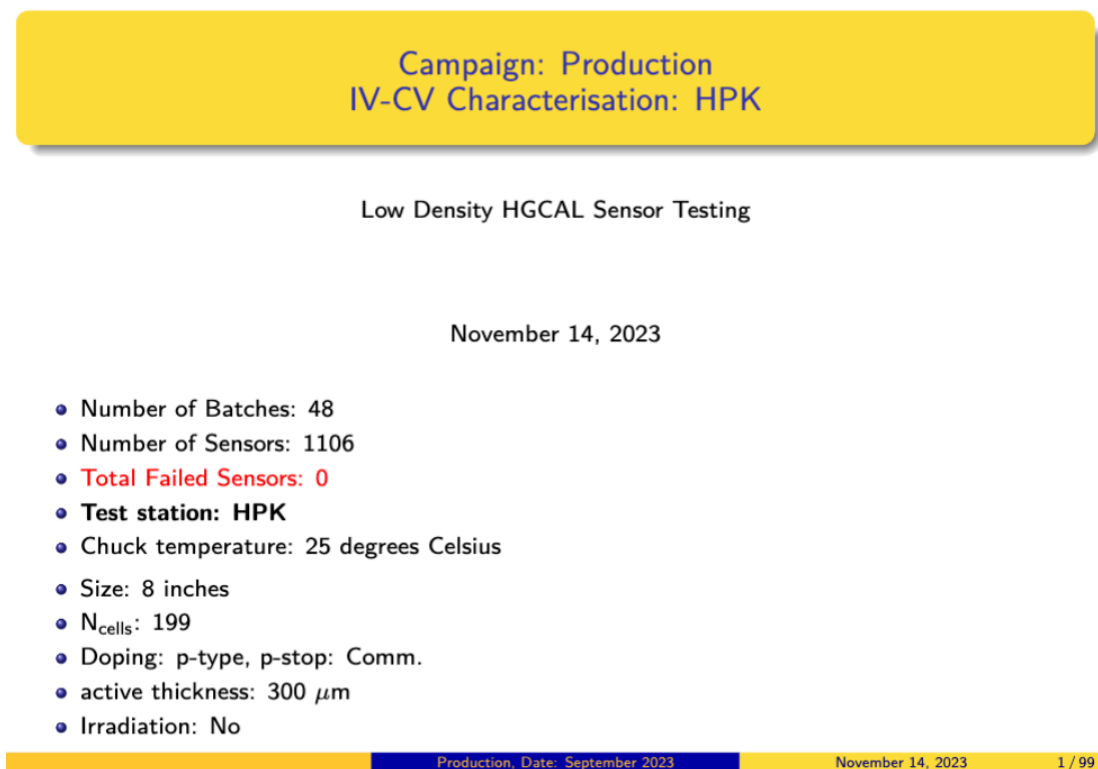 Campaign: Production
IV-CV Characterisation: HPK
Low Density HGCAL Sensor Testing
November 14, 2023
Number of Batches: 48
Number of Sensors: 1106
Total Failed Sensors: 0
Test station: HPK
Chuck temperature: 25 degrees Celsius
Size: 8 inches
Ncells: 199
Doping: p-type, p-stop: Comm.
active thickness: 300 μm
Irradiation: No
Production, Date: September 2023 November 14, 2023 1 / 99